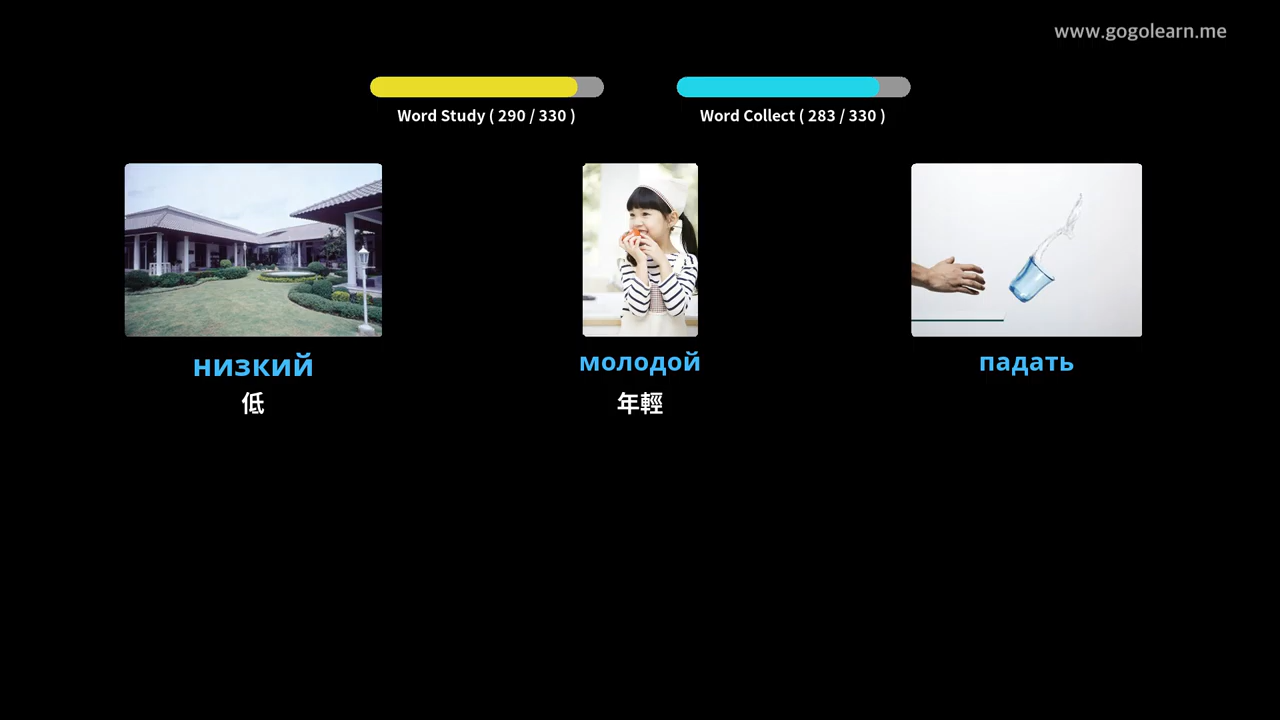 www.gogolearn.me
Word Study ( 290 / 330 )
Word Collect ( 283 / 330 )
низкий
低
молодой
年輕
падать